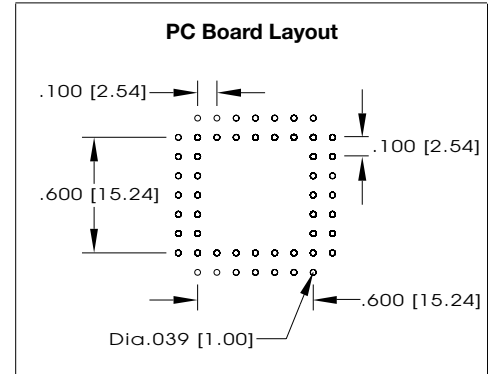 PC Board Layout
.100 [2.54]
.100 [2.54]
.600 [15.24]
.600 [15.24]
Dia.039 [1.00]